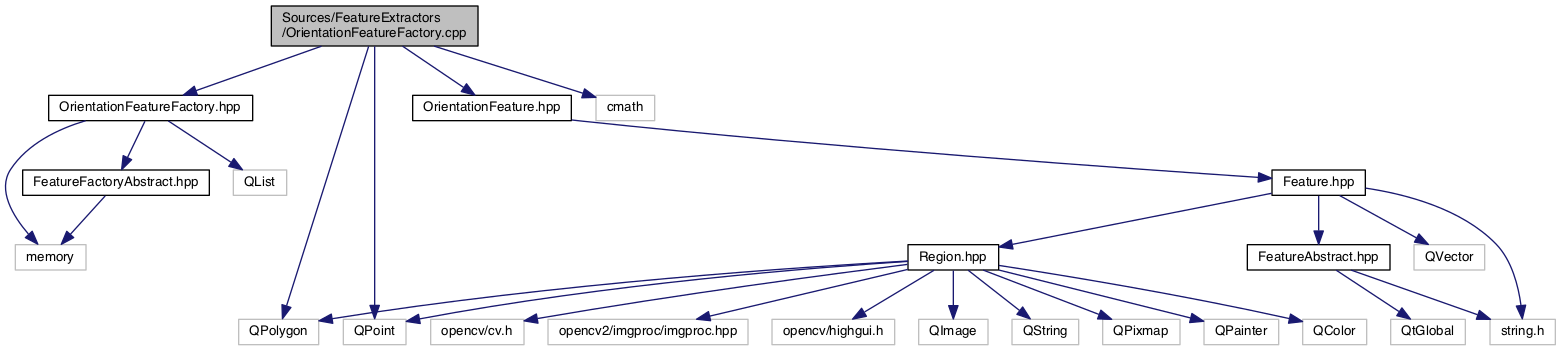 Sources/FeatureExtractors
/OrientationFeatureFactory.cpp
OrientationFeatureFactory.hpp
OrientationFeature.hpp
cmath
FeatureFactoryAbstract.hpp
QList
Feature.hpp
memory
Region.hpp
FeatureAbstract.hpp
QVector
QPolygon
QPoint
opencv/cv.h
opencv2/imgproc/imgproc.hpp
opencv/highgui.h
QImage
QString
QPixmap
QPainter
QColor
QtGlobal
string.h